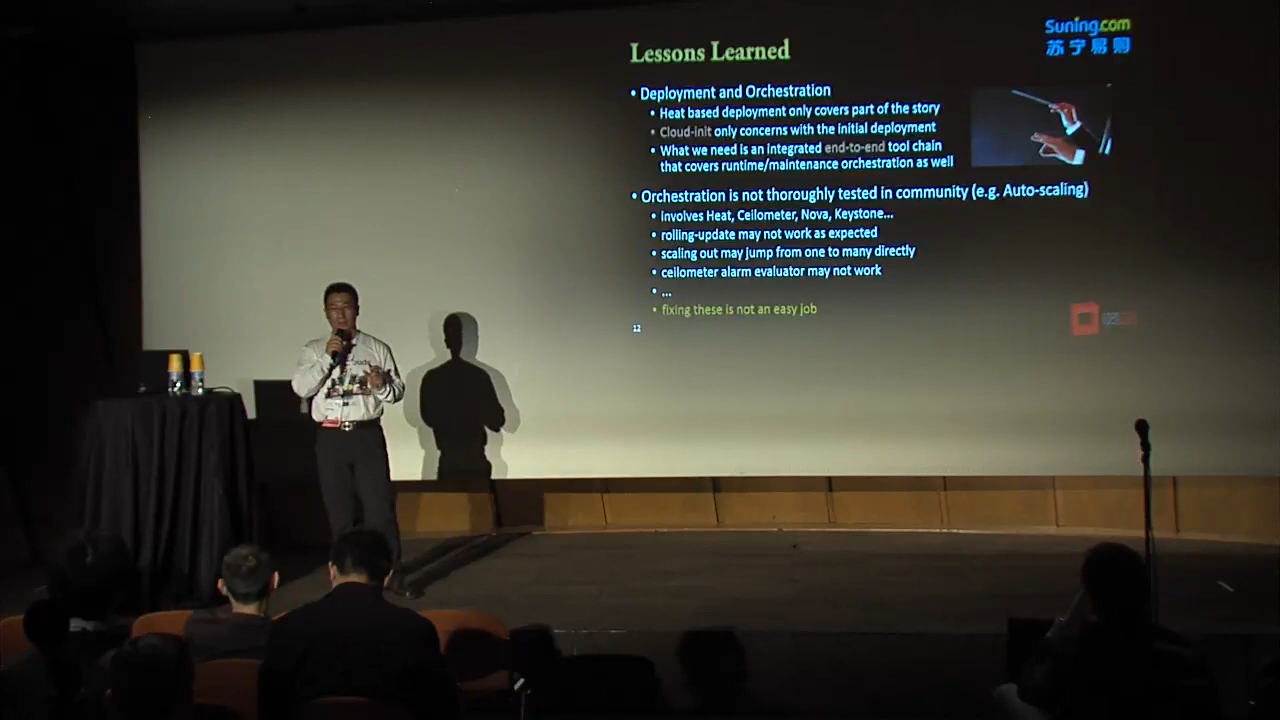 Suning.com
苏宁易购
Lessons Learned
• Deployment and Orchestration
• Heat based deployment only covers part of the story
• Cloud-init only concerns with the initial deployment
• What we need is an integrated end-to-end tool chain
that covers runtime/maintenance orchestration as well
• Orchestration is not thoroughly tested in community (e.g. Auto-scaling)
• involves Heat, Ceilometer, Nova, Keystone...
• rolling-update may not work as expected
• scaling out may jump from one to many directly
• ceilometer alarm evaluator may not work
• ...
• fixing these is not an easy job
12